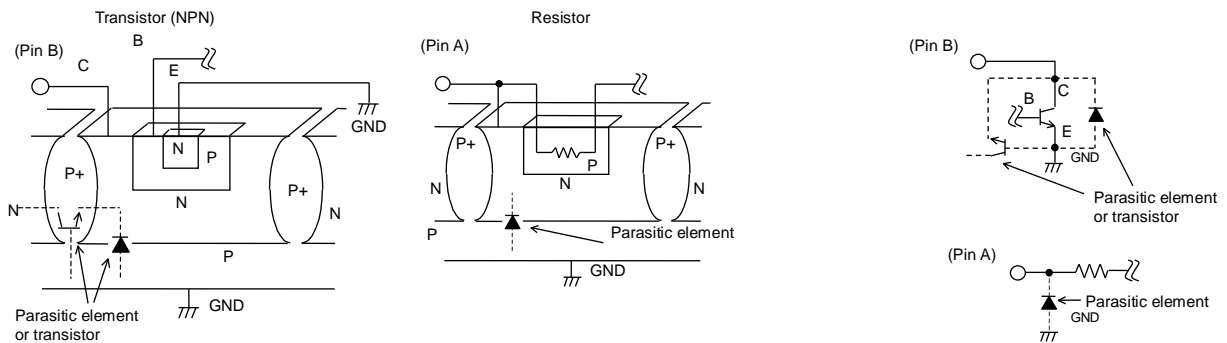 Transistor (NPN)
(Pin B)
C
B
E
GND
N
P
N
P+
P+
N
N
P
GND
Parasitic element
or transistor
Resistor
(Pin A)
P+
P+
P
N
N
N
P
Parasitic element
GND
(Pin B)
C
B
E
GND
Parasitic element
or transistor
(Pin A)
Parasitic element
GND